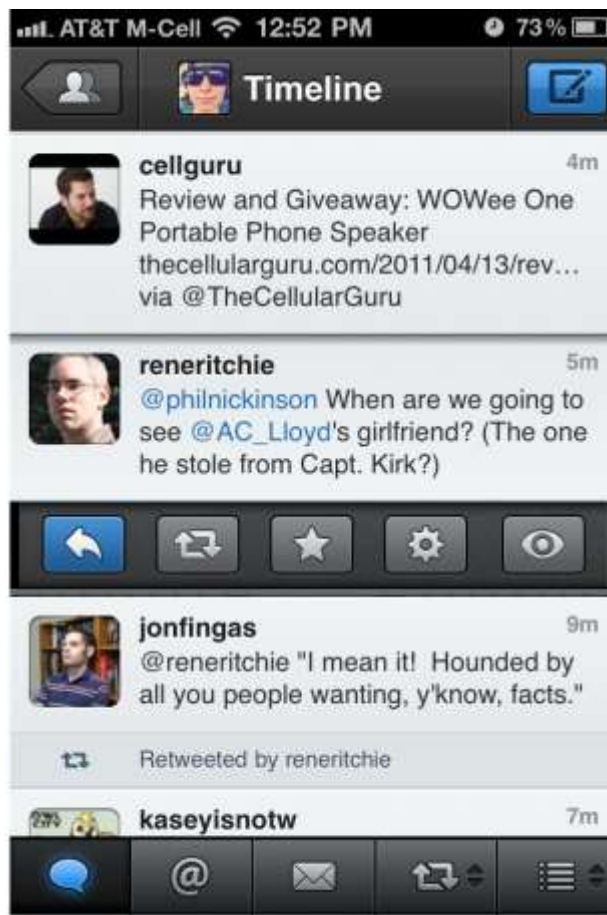 AT&T M-Cell 12:52 PM 73%
Timeline
cellguru 4m
Review and Giveaway: WOWee One
Portable Phone Speaker
thecellularguru.com/2011/04/13/rev…
via @TheCellularGuru
reneritchie 5m
@philnickinson When are we going to
see @AC_Lloyd's girlfriend? (The one
he stole from Capt. Kirk?)
jonfingas 9m
@reneritchie "I mean it!  Hounded by
all you people wanting, y'know, facts."
Retweeted by reneritchie
kaseyisnotw 7m
@